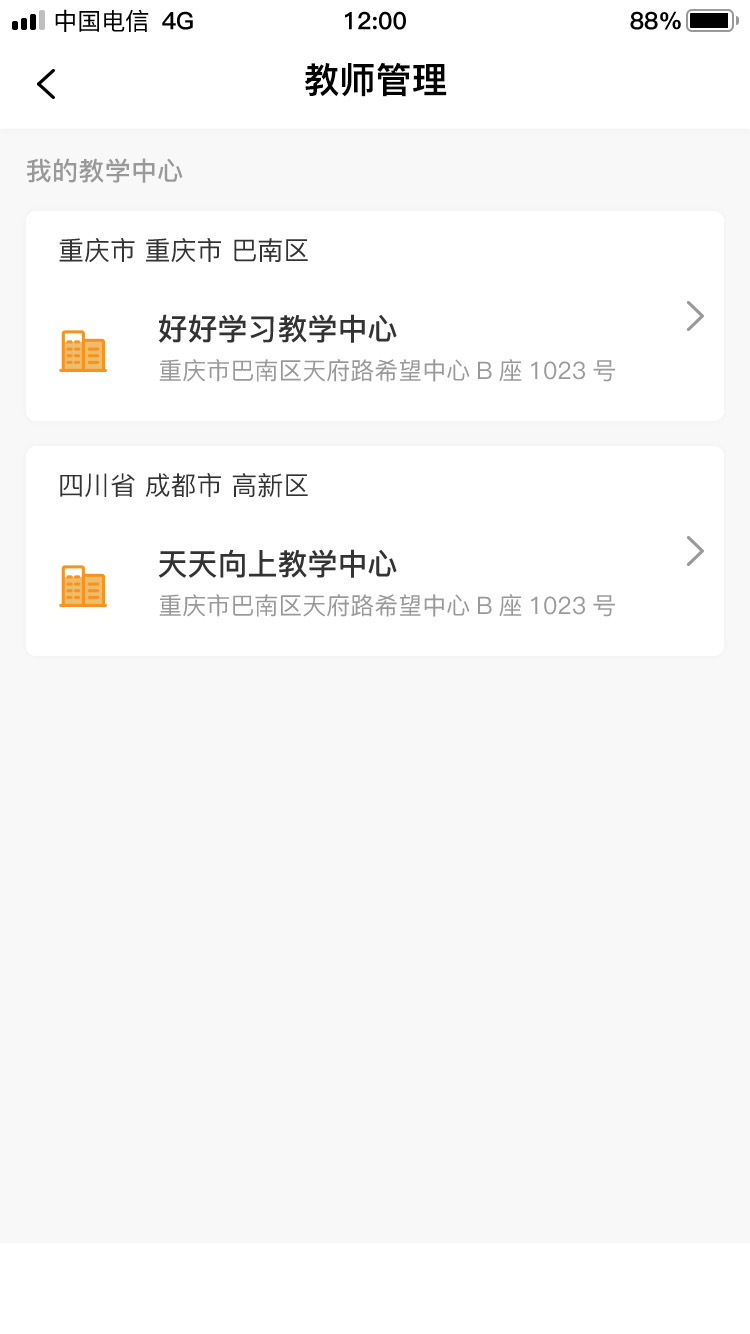 中国电信 4G 12:00 88%
教师管理
我的教学中心
重庆市 重庆市 巴南区
好好学习教学中心
重庆市巴南区天府路希望中心 B 座 1023 号
四川省 成都市 高新区
天天向上教学中心
重庆市巴南区天府路希望中心 B 座 1023 号